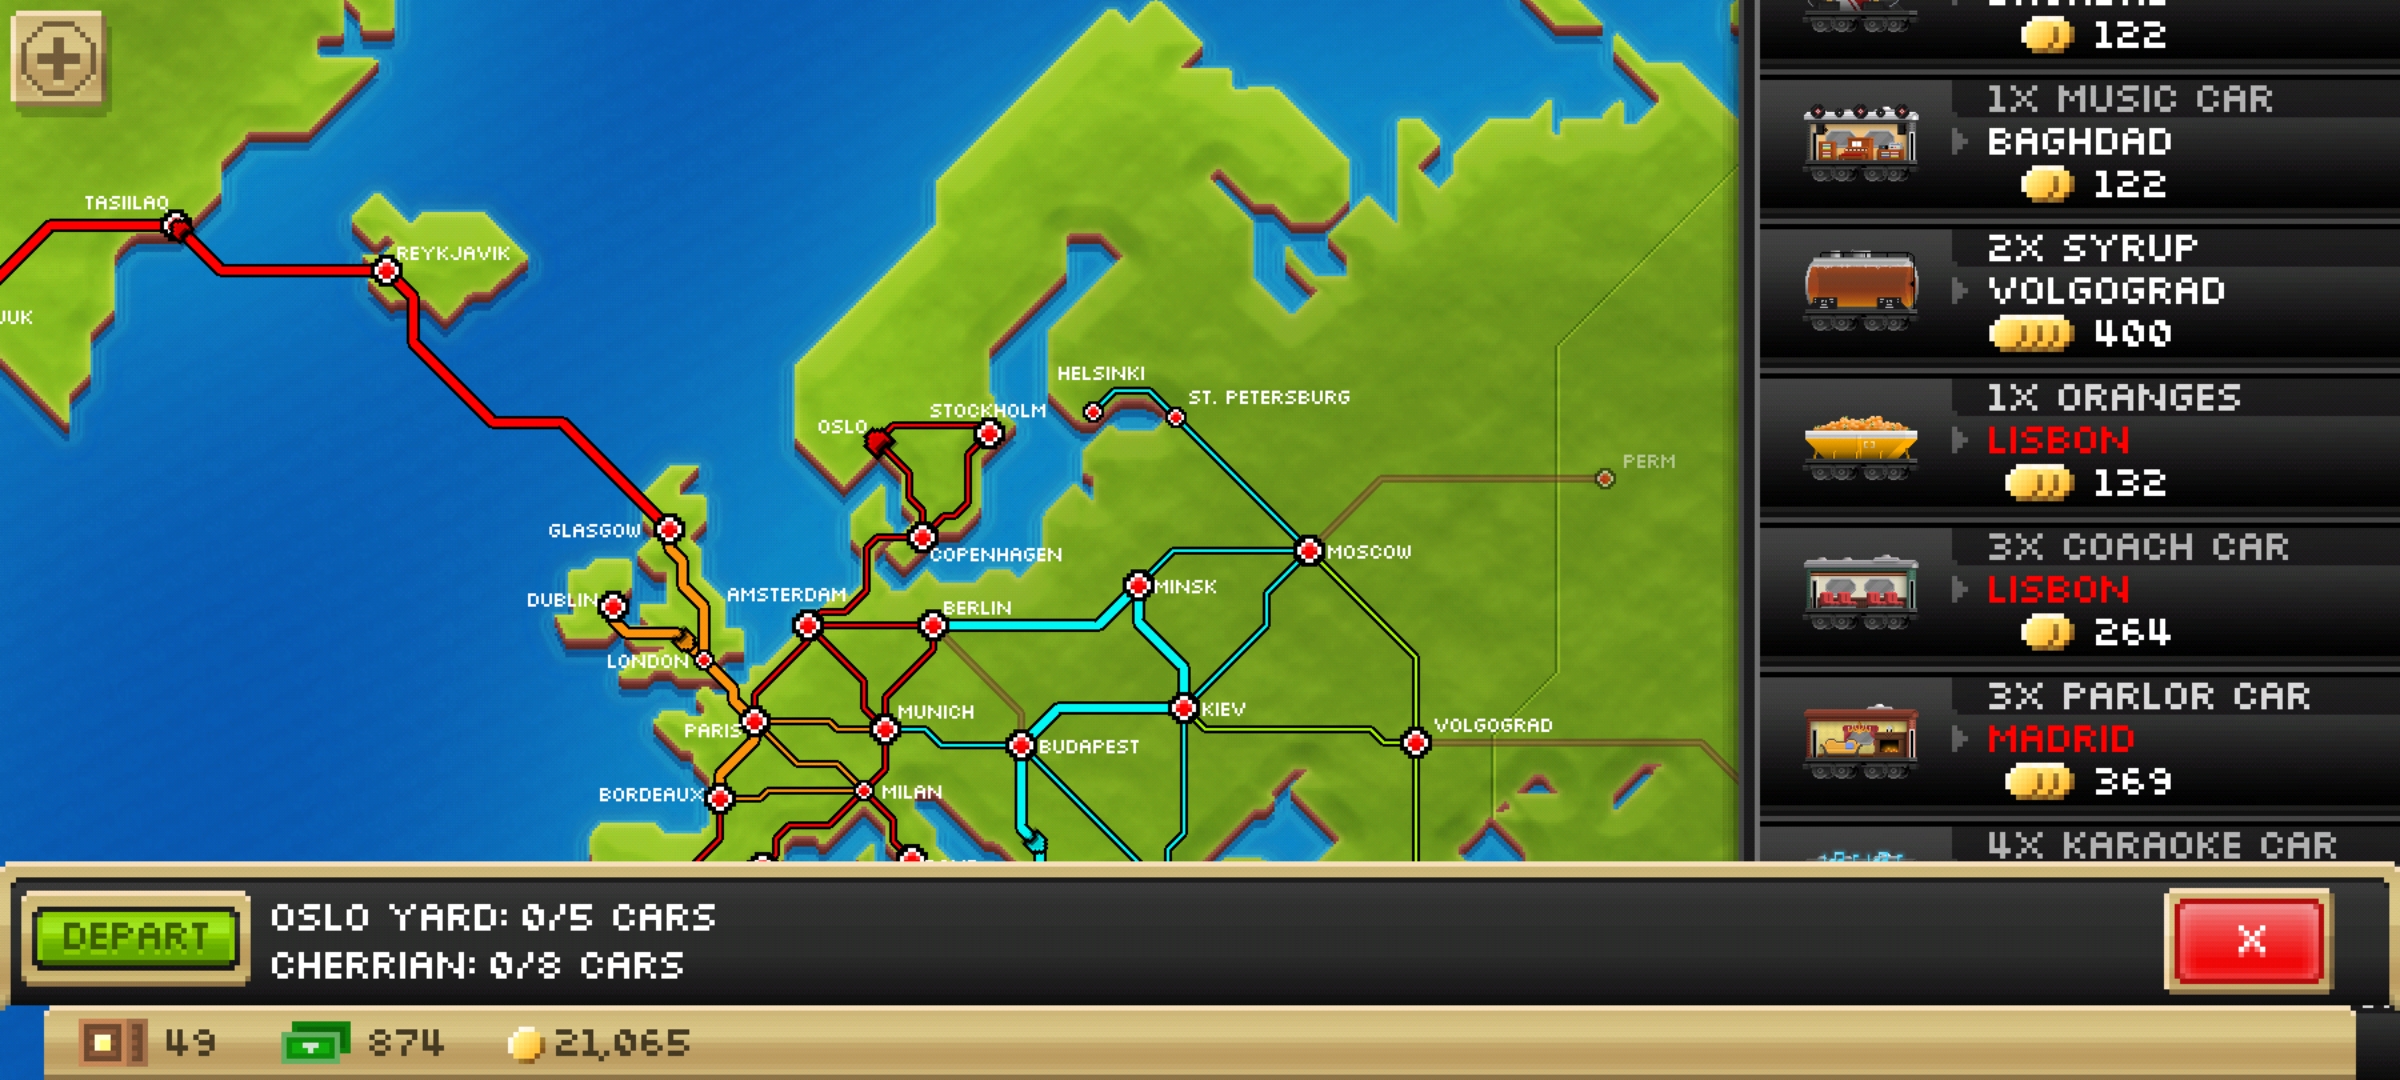 122
1X MUSIC CAR
BAGHDAD
122
2X SYRUP
VOLGOGRAD
400
1X ORANGES
LISBON
132
3X COACH CAR
LISBON
264
3X PARLOR CAR
MADRID
369
4X KARAOKE CAR
TASIILAQ
REYKJAVIK
UUK
HELSINKI
ST. PETERSBURG
STOCKHOLM
OSLO
PERM
GLASGOW
COPENHAGEN
MOSCOW
MINSK
AMSTERDAM
DUBLIN
BERLIN
LONDON
MUNICH
KIEV
VOLGOGRAD
PARIS
BUDAPEST
BORDEAUX
MILAN
DEPART
OSLO YARD: 0/5 CARS
CHERRIAN: 0/8 CARS
X
49
874
21,065